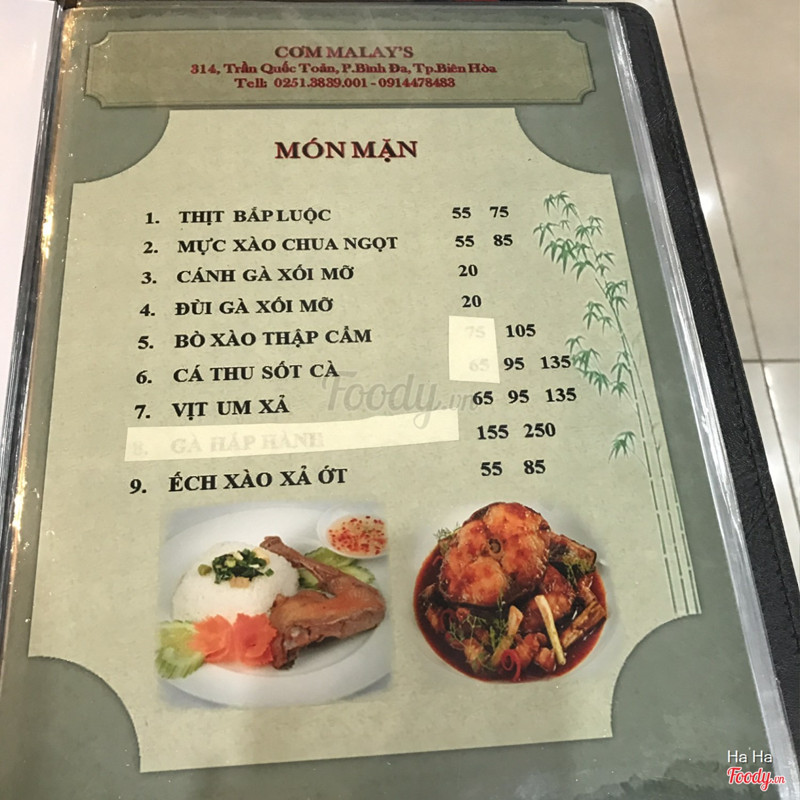 CƠM MALAY'S
314, Trần Quốc Toản, P.Bình Đa, Tp.Biên Hòa
Tell: 0251.3839.001 - 0914478483
MÓN MẶN
1. THỊT BẮP LUỘC 55 75
2. MỰC XÀO CHUA NGỌT 55 85
3. CÁNH GÀ XỐI MỠ 20
4. ĐÙI GÀ XỐI MỠ 20
5. BÒ XÀO THẬP CẨM 75 105
6. CÁ THU SỐT CÀ 65 95 135
Foody.vn
7. VỊT UM XẢ 65 95 135
8. GÀ HẤP HÀNH 155 250
9. ẾCH XÀO XẢ ỚT 55 85
Ha Ha
Foody.vn